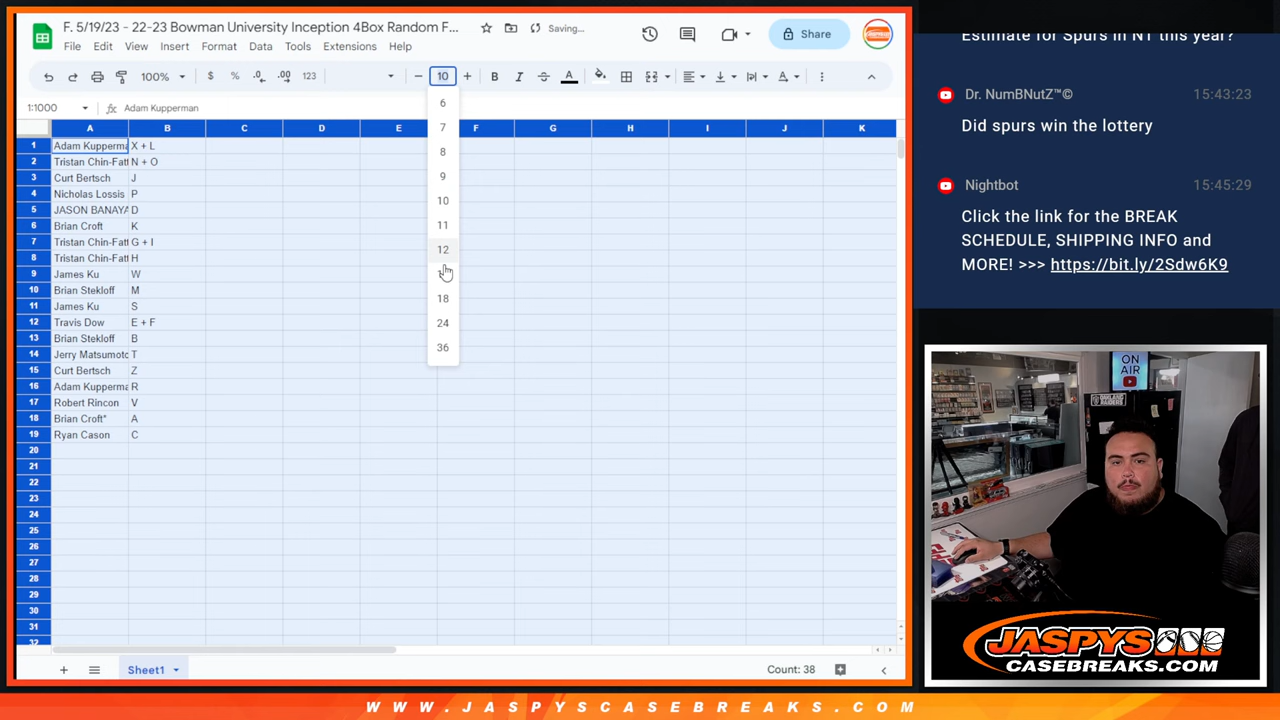 F. 5/19/23 - 22-23 Bowman University Inception 4Box Random F...
Saving...
Share
File Edit View Insert Format Data Tools Extensions Help
100% $ % .0 .00 123 10
1:1000 Adam Kupperman
A B C D E F G H I J K
1 Adam Kupperma X + L
2 Tristan Chin-Fatt N + O
3 Curt Bertsch J
4 Nicholas Lossis P
5 JASON BANAYA D
6 Brian Croft K
7 Tristan Chin-Fatt G + I
8 Tristan Chin-Fatt H
9 James Ku W
10 Brian Stekloff M
11 James Ku S
12 Travis Dow E + F
13 Brian Stekloff B
14 Jerry Matsumoto T
15 Curt Bertsch Z
16 Adam Kupperma R
17 Robert Rincon V
18 Brian Croft* A
19 Ryan Cason C
20
21
22
23
24
25
26
27
28
29
30
31
32
6
7
8
9
10
11
12
18
24
36
Sheet1
Count: 38
Estimate for Spurs in NT this year?
Dr. NumBNutZ™© 15:43:23
Did spurs win the lottery
Nightbot 15:45:29
Click the link for the BREAK
SCHEDULE, SHIPPING INFO and
MORE! >>> https://bit.ly/2Sdw6K9
ON
AIR
JASPYS
CASEBREAKS.COM
WWW.JASPYSCASEBREAKS.COM